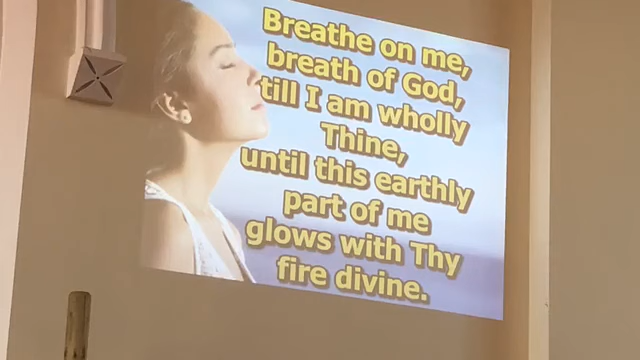 Breathe on me,
breath of God,
till I am wholly
Thine,
until this earthly
part of me
glows with Thy
fire divine.